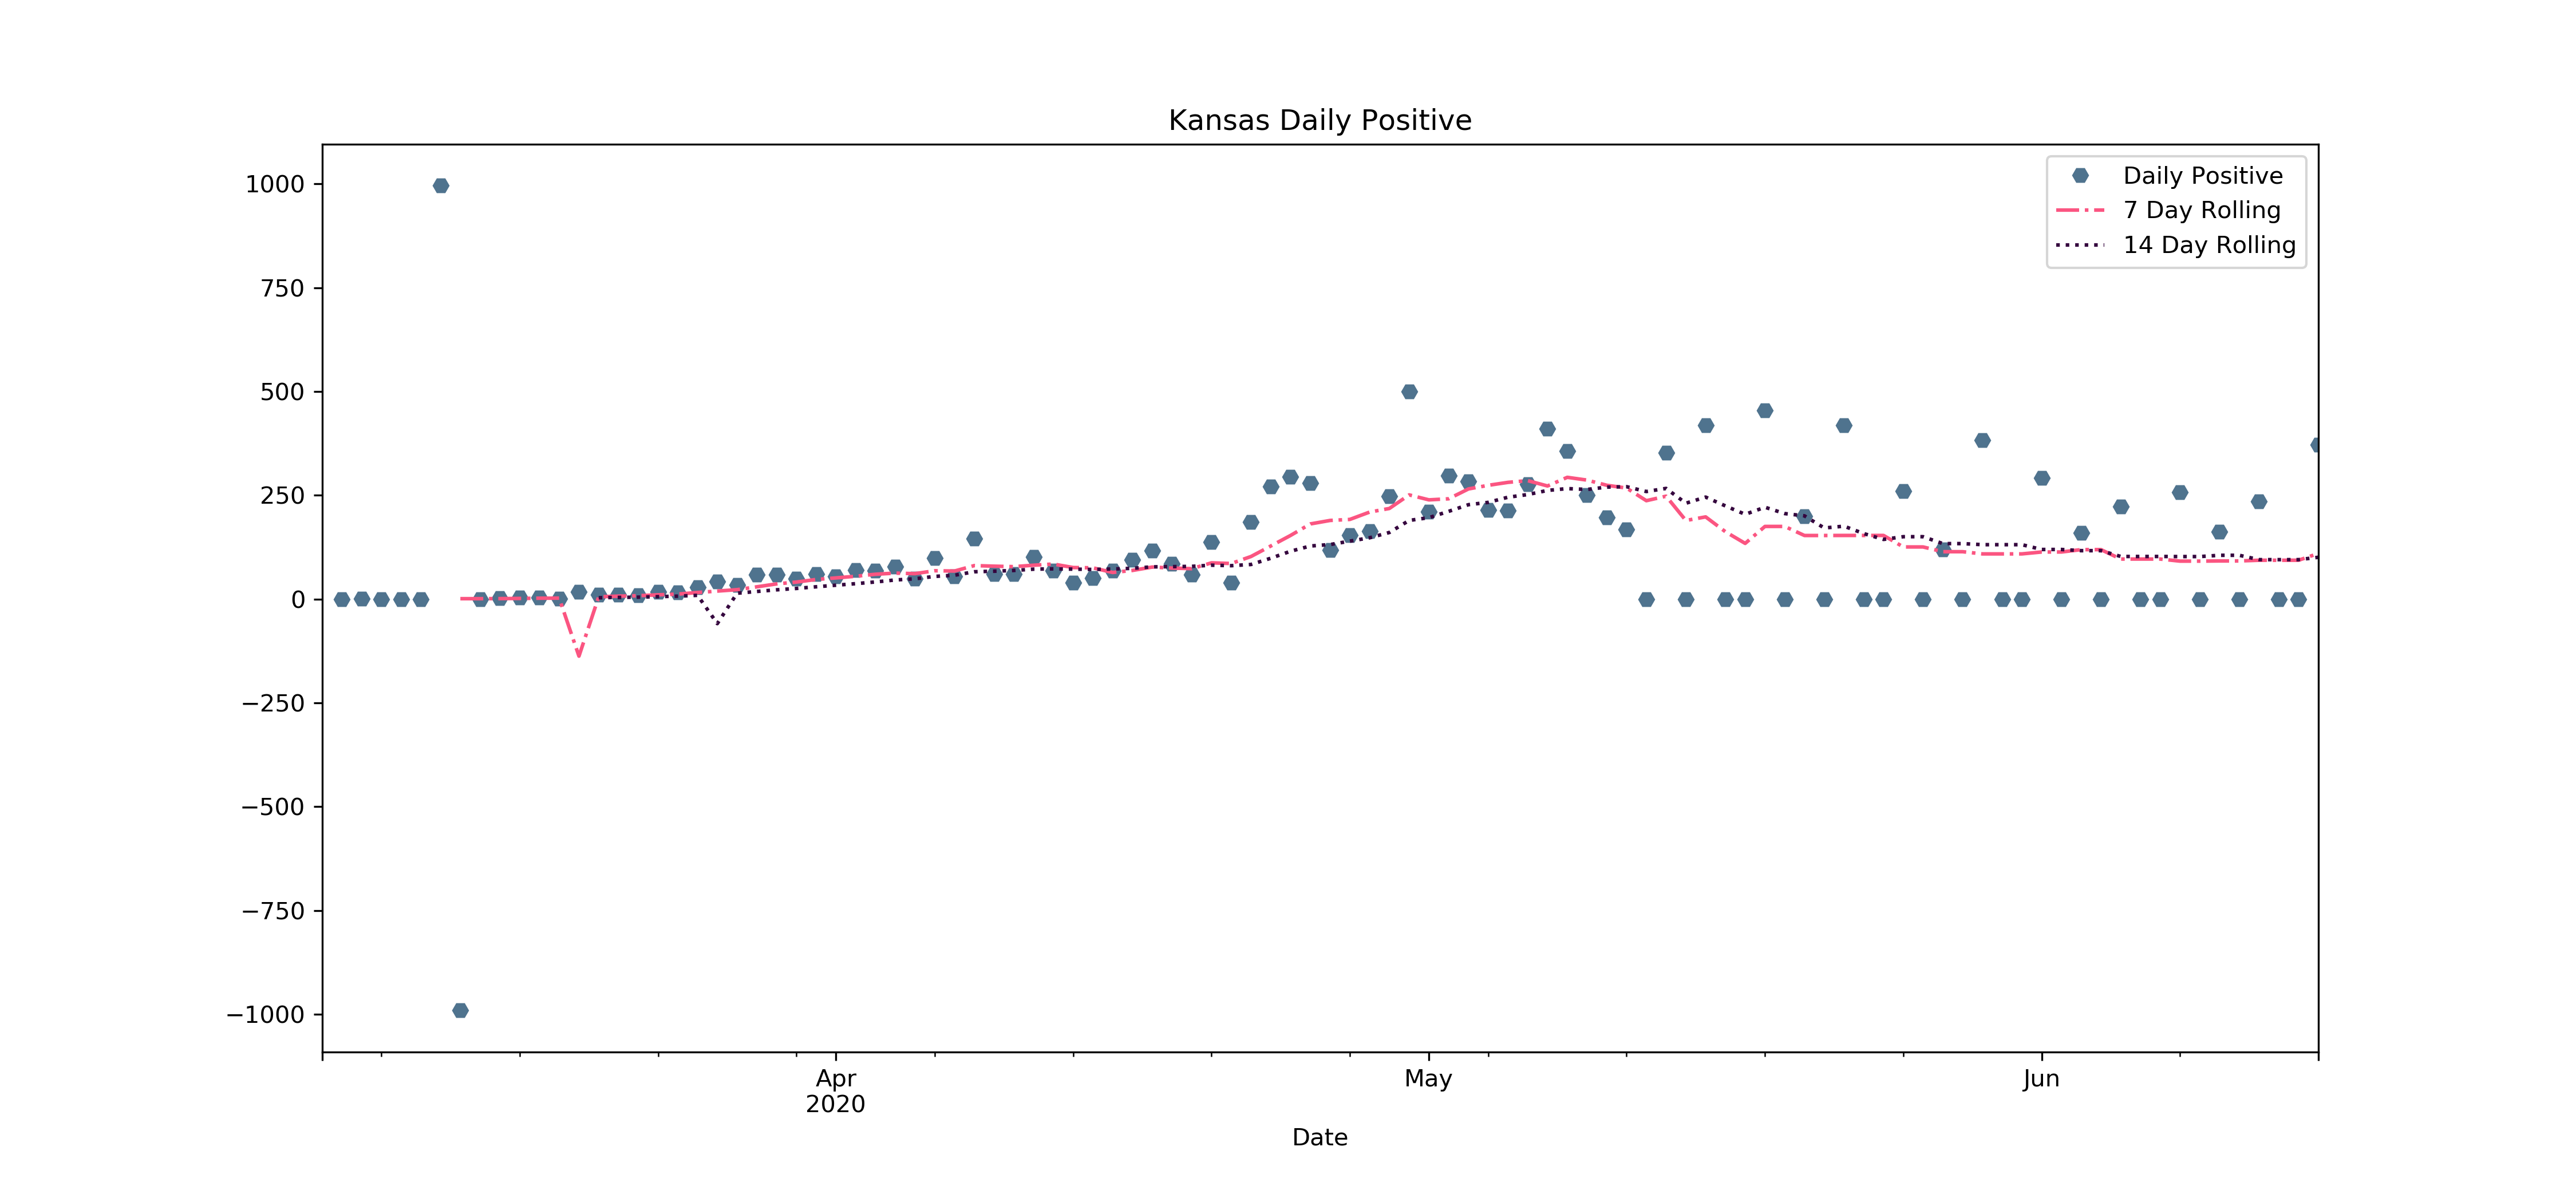 Kansas Daily Positive
1000
750
500
250
0
−250
−500
−750
−1000
Daily Positive
7 Day Rolling
14 Day Rolling
Apr
2020
May
Jun
Date